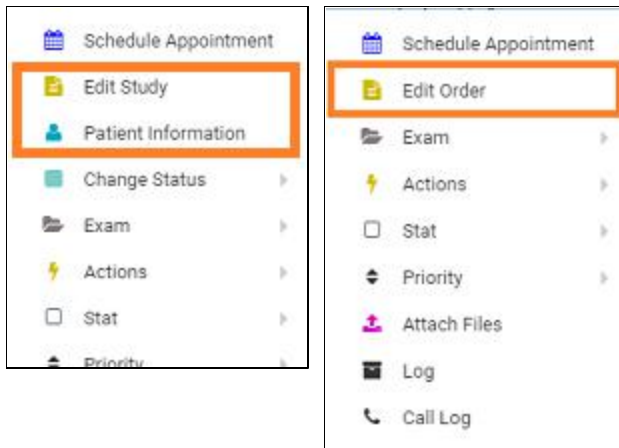 Schedule Appointment
Edit Study
Patient Information
Change Status
Exam
Actions
Stat
Priority
Schedule Appointment
Edit Order
Exam
Actions
Stat
Priority
Attach Files
Log
Call Log